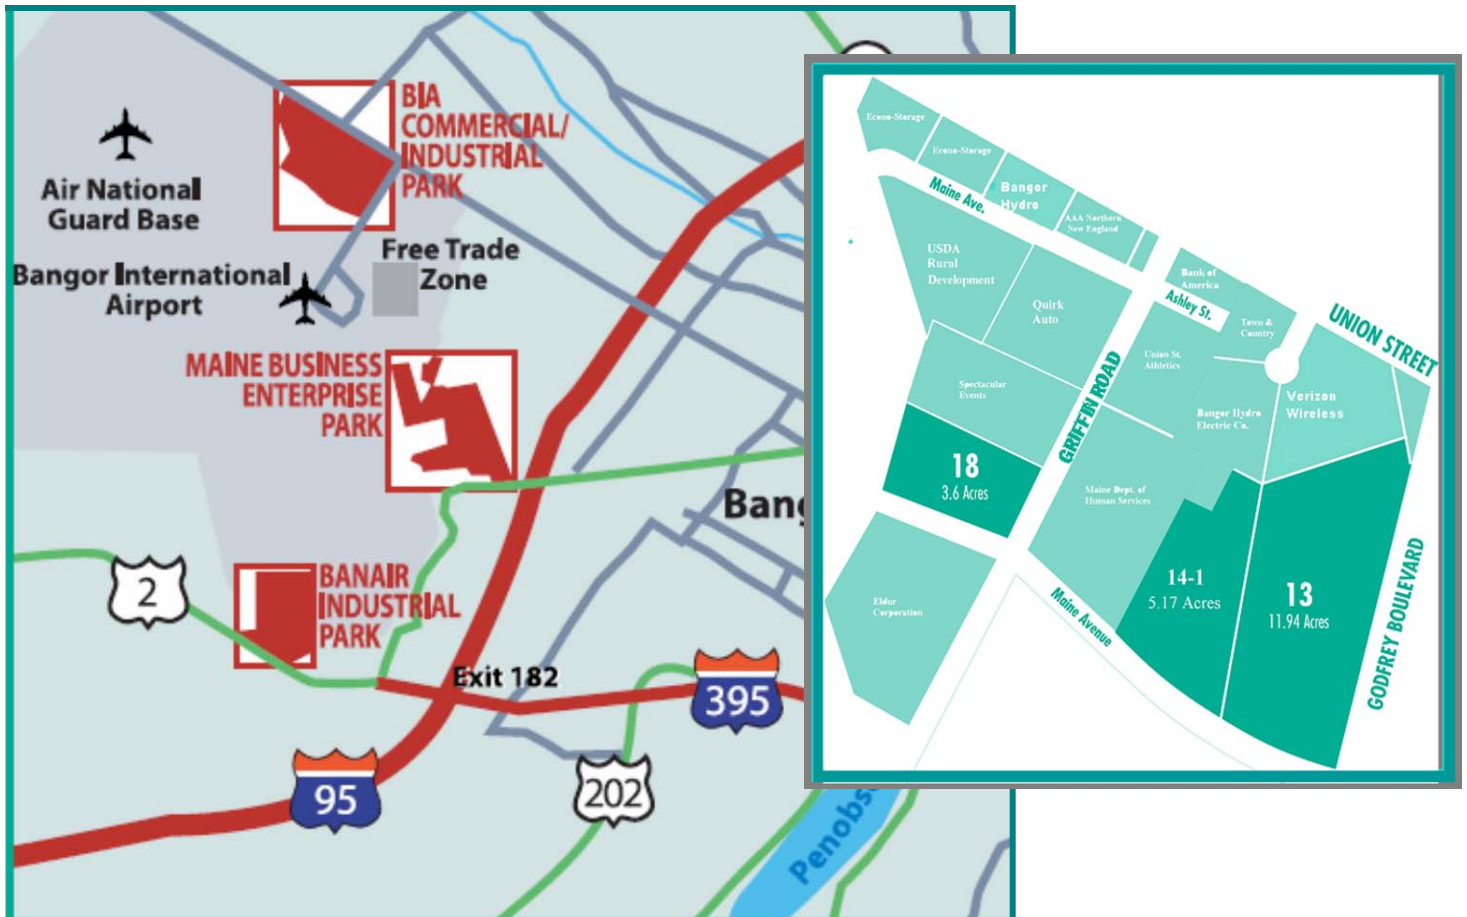 BIA
COMMERCIAL/
INDUSTRIAL
PARK
Air National
Guard Base
Free Trade
Zone
Bangor International
Airport
MAINE BUSINESS
ENTERPRISE
PARK
BANAIR
INDUSTRIAL
PARK
2
Exit 182
395
95
202
Econo-Storage
Econo-Storage
Maine Ave.
Bangor
Hydro
AAA Northern
New England
USDA
Rural
Development
Quirk
Auto
Bank of
America
Ashley St.
Town &
Country
UNION STREET
Union St.
Athletics
Spectacular
Events
GRIFFIN ROAD
Verizon
Wireless
Bangor Hydro
Electric Co.
18
3.6 Acres
Maine Dept. of
Human Services
14-1
5.17 Acres
13
11.94 Acres
Eldur
Corporation
Maine Avenue
GODFREY BOULEVARD